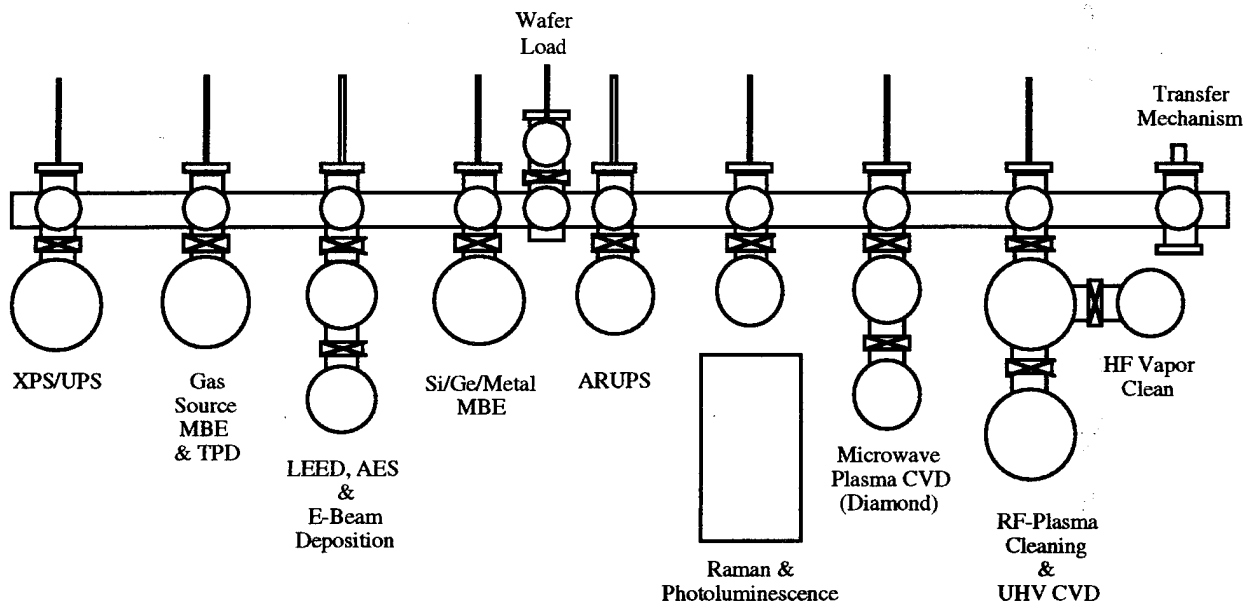 Wafer
Load
Transfer
Mechanism
XPS/UPS
Gas
Source
MBE
& TPD
LEED, AES
&
E-Beam
Deposition
Si/Ge/Metal
MBE
ARUPS
Raman &
Photoluminescence
Microwave
Plasma CVD
(Diamond)
RF-Plasma
Cleaning
&
UHV CVD
HF Vapor
Clean